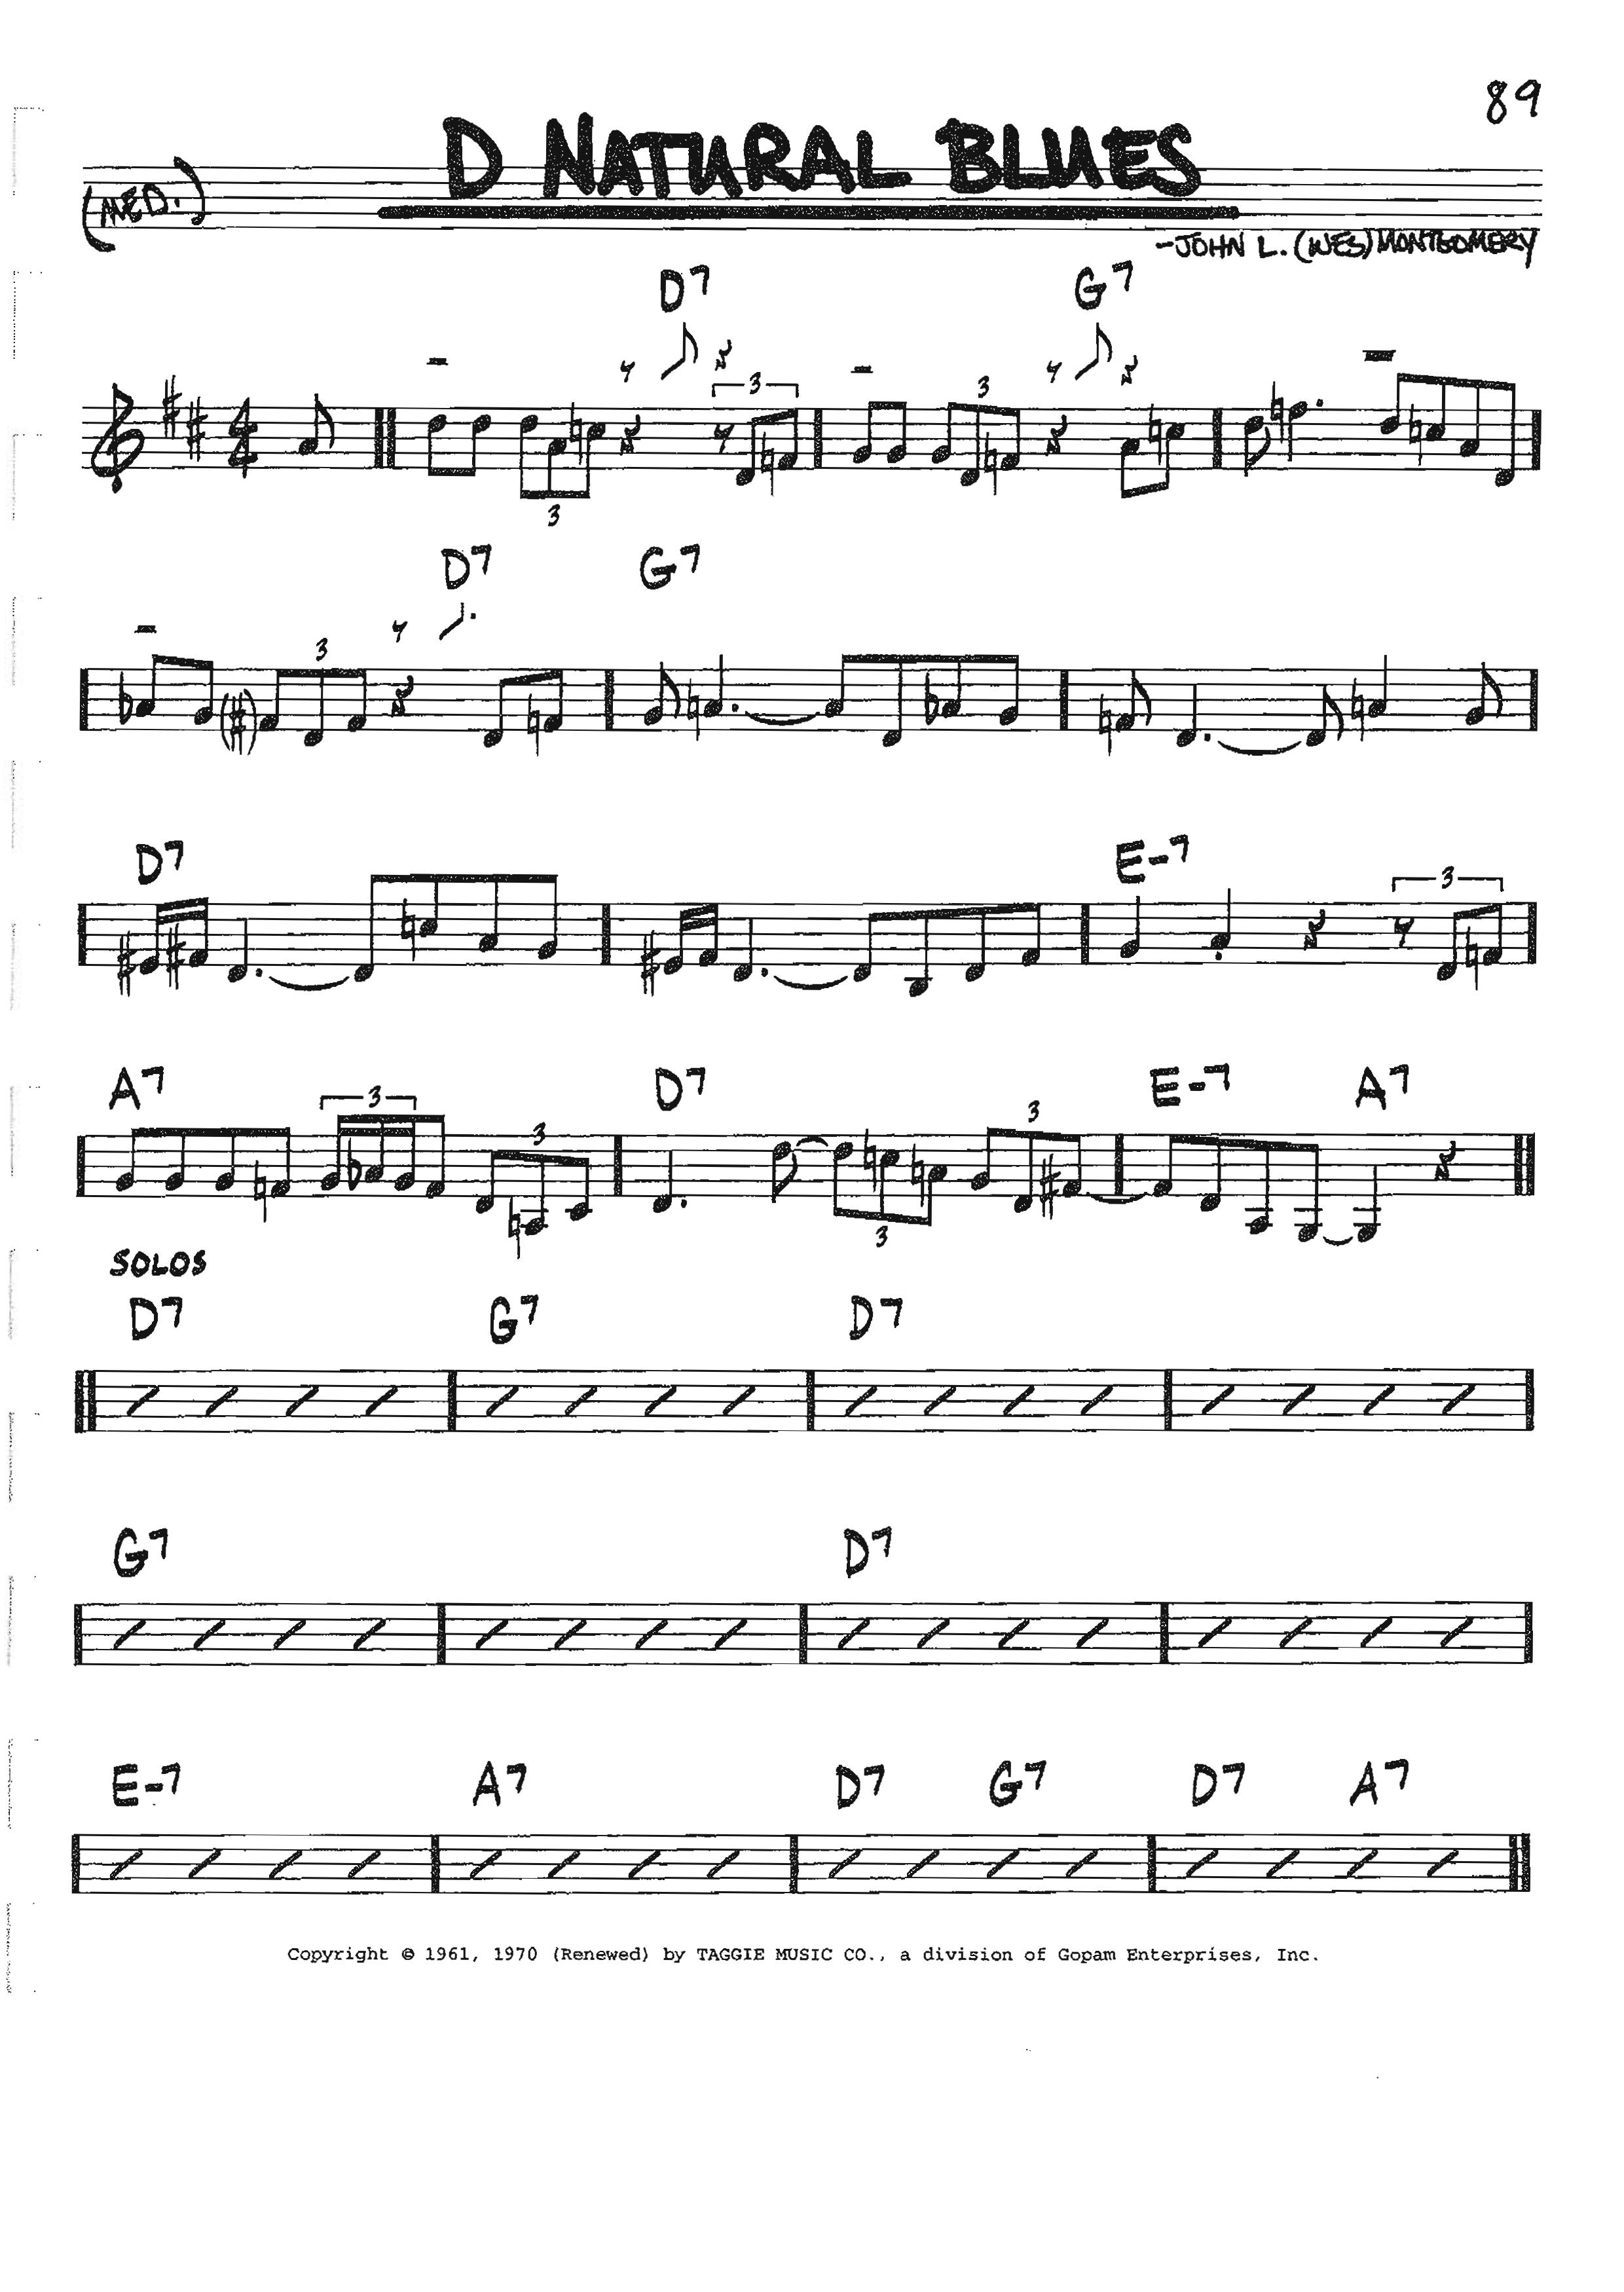 89
D NATURAL BLUES
(MED.)
-JOHN L. (WES) MONTGOMERY
D7 G7
3 3
4
4
3
D7 G7
3
D7 E-7
3
A7 D7 E-7 A7
3 3 3
3
SOLOS
D7 G7 D7
G7 D7
E-7 A7 D7 G7 D7 A7
Copyright © 1961, 1970 (Renewed) by TAGGIE MUSIC CO., a division of Gopam Enterprises, Inc.